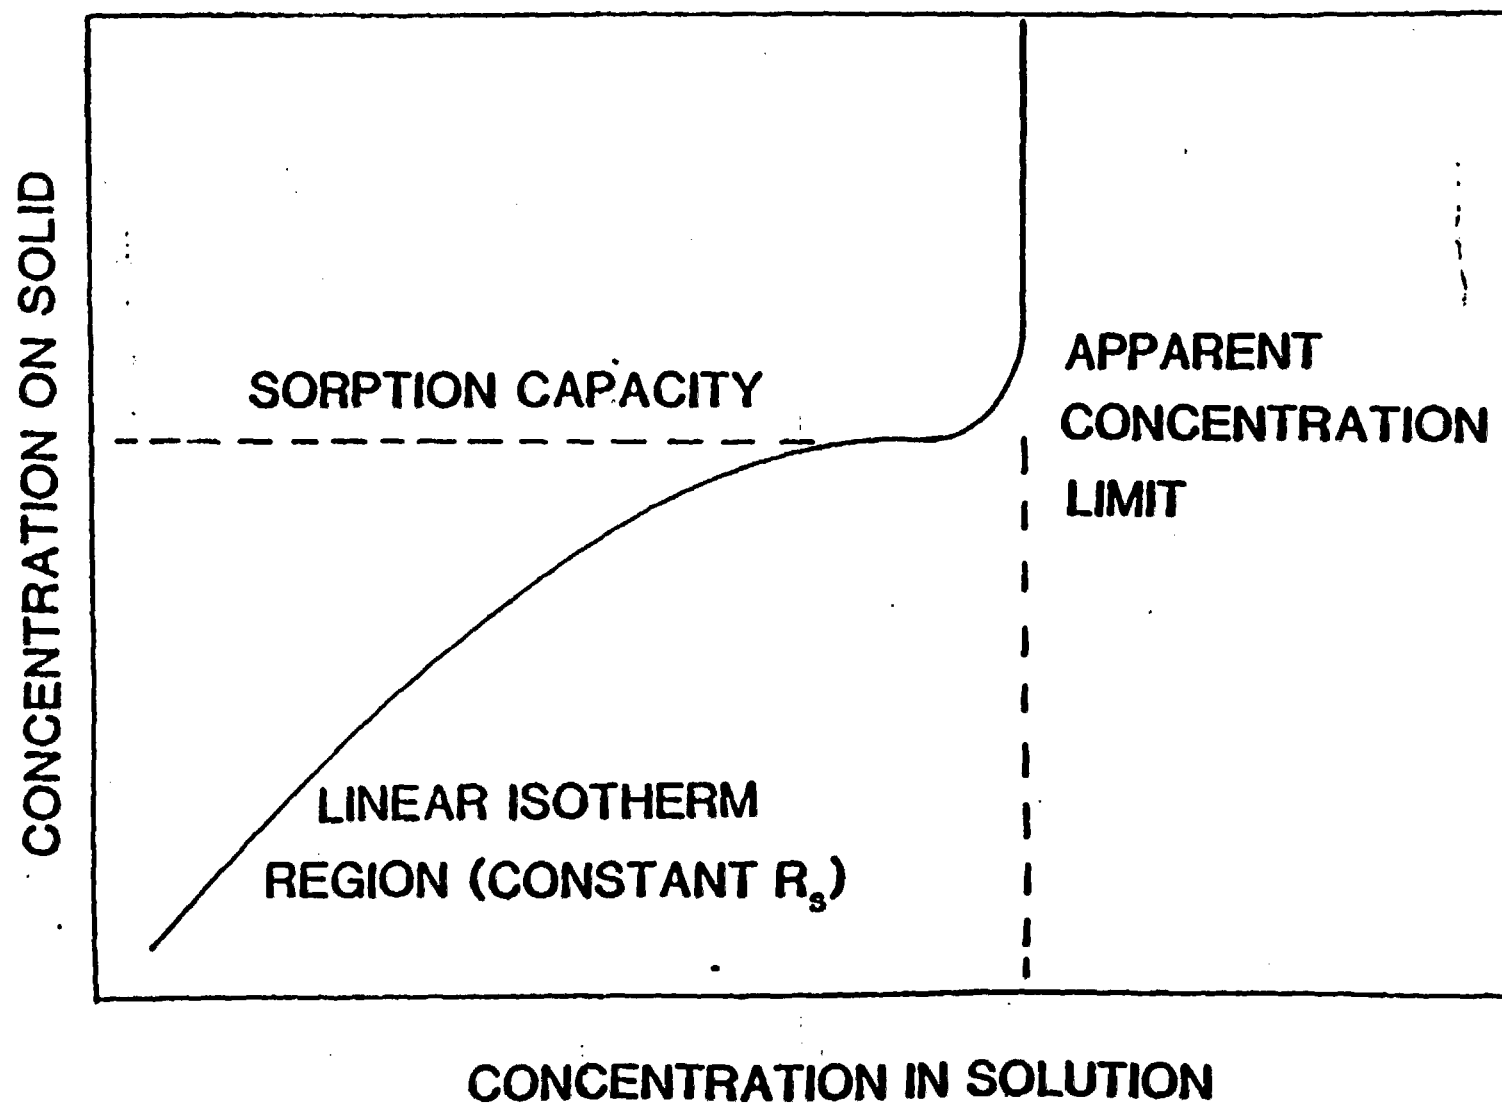 CONCENTRATION ON SOLID
SORPTION CAPACITY
APPARENT
CONCENTRATION
LIMIT
LINEAR ISOTHERM
REGION (CONSTANT Rₛ)
CONCENTRATION IN SOLUTION